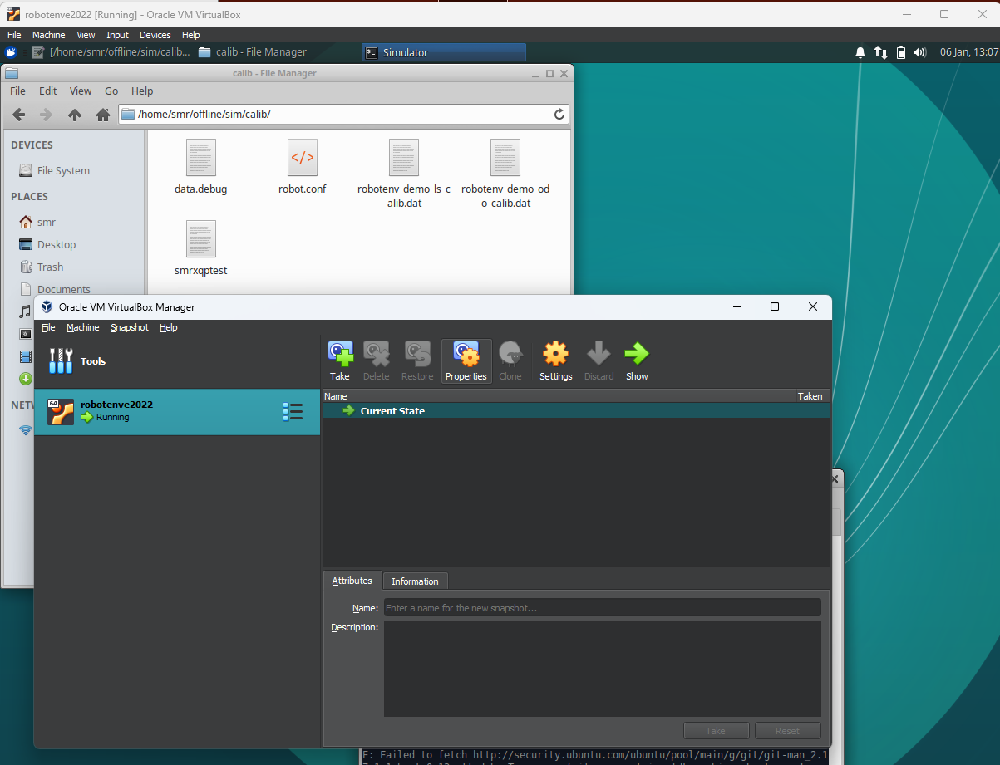 robotenve2022 [Running] - Oracle VM VirtualBox
File Machine View Input Devices Help
[/home/smr/offline/sim/calib... calib - File Manager Simulator 06 Jan, 13:07
calib - File Manager
File Edit View Go Help
/home/smr/offline/sim/calib/
DEVICES
File System
PLACES
smr
Desktop
Trash
Documents
NETW
data.debug
</>
robot.conf
robotenv_demo_ls_c
alib.dat
robotenv_demo_od
o_calib.dat
smrxqptest
Oracle VM VirtualBox Manager
File Machine Snapshot Help
Tools
64
robotenve2022
Running
Take Delete Restore Properties Clone Settings Discard Show
Name Taken
Current State
Attributes Information
Name: Enter a name for the new snapshot...
Description:
Take Reset
E: Failed to fetch http://security.ubuntu.com/ubuntu/pool/main/g/git/git-man_2.1